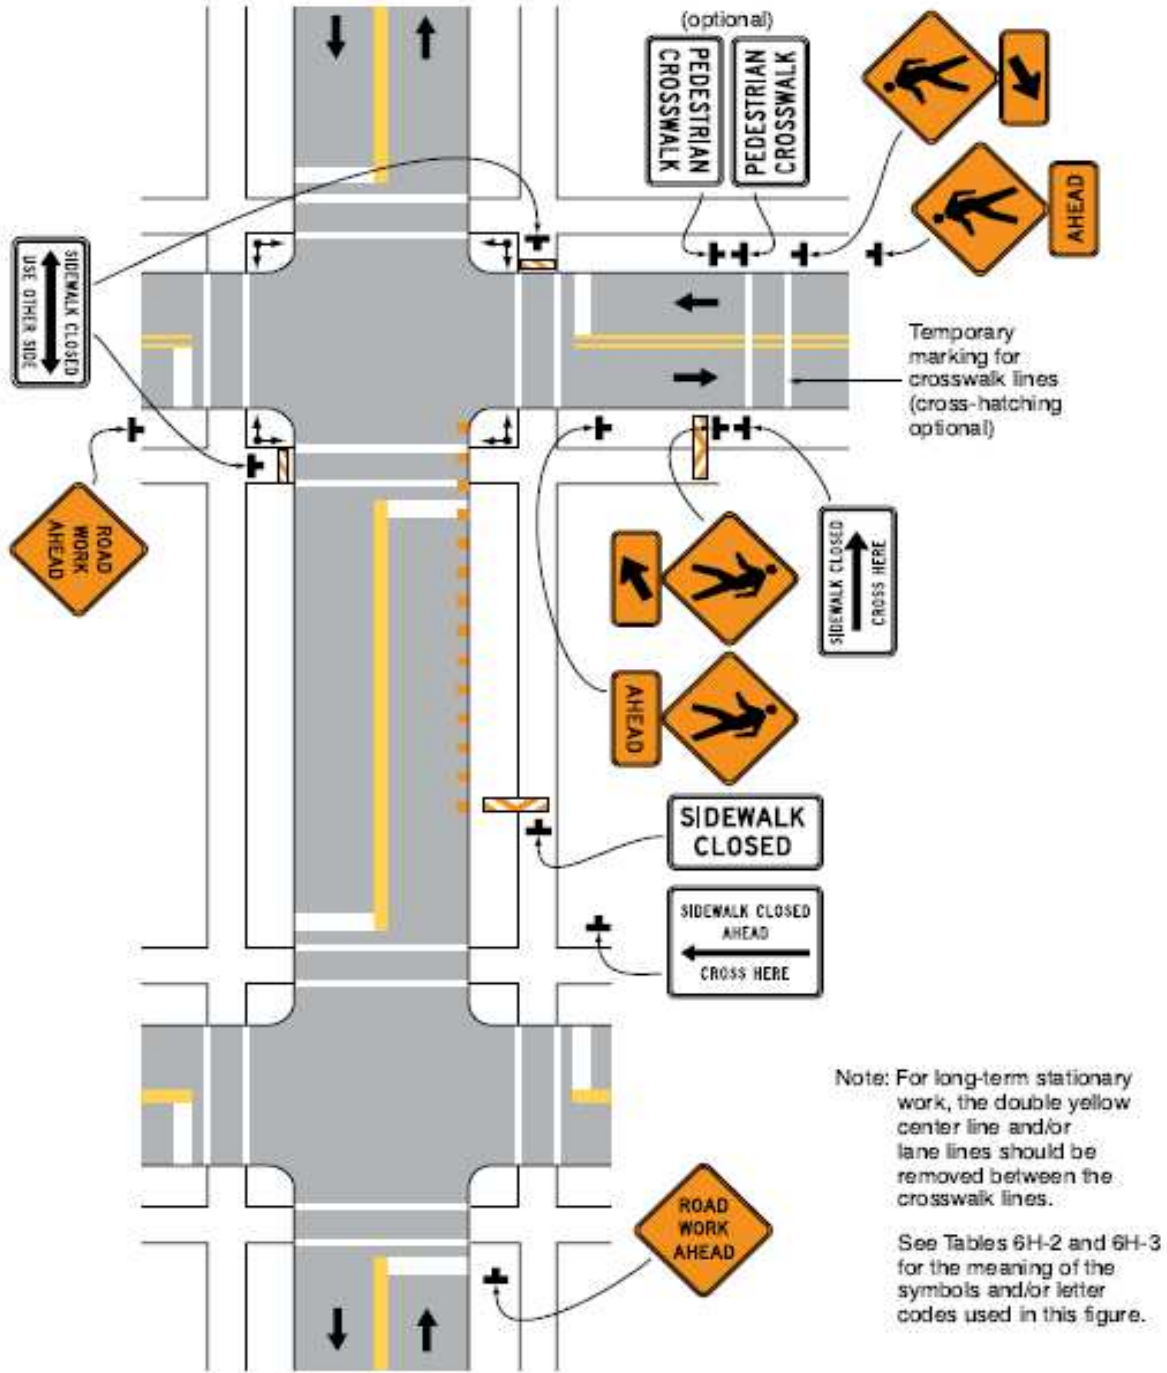 (optional)
PEDESTRIAN
CROSSWALK
PEDESTRIAN
CROSSWALK
AHEAD
SIDEWALK CLOSED
USE OTHER SIDE
Temporary
marking for
crosswalk lines
(cross-hatching
optional)
ROAD
WORK
AHEAD
SIDEWALK CLOSED
CROSS HERE
AHEAD
SIDEWALK
CLOSED
SIDEWALK CLOSED
AHEAD
CROSS HERE
ROAD
WORK
AHEAD
Note: For long-term stationary
work, the double yellow
center line and/or
lane lines should be
removed between the
crosswalk lines.
See Tables 6H-2 and 6H-3
for the meaning of the
symbols and/or letter
codes used in this figure.